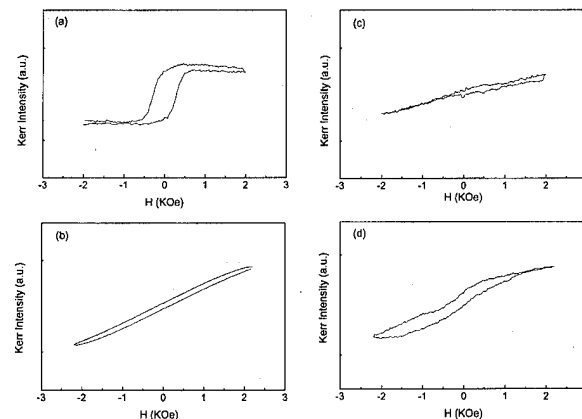 (a)
Kerr Intensity (a.u.)
-3 -2 -1 0 1 2 3
H (KOe)
(c)
Kerr Intensity (a.u.)
-3 -2 -1 0 1 2 3
H (KOe)
(b)
Kerr Intensity (a.u.)
-3 -2 -1 0 1 2 3
H (KOe)
(d)
Kerr Intensity (a.u.)
-3 -2 -1 0 1 2 3
H (KOe)